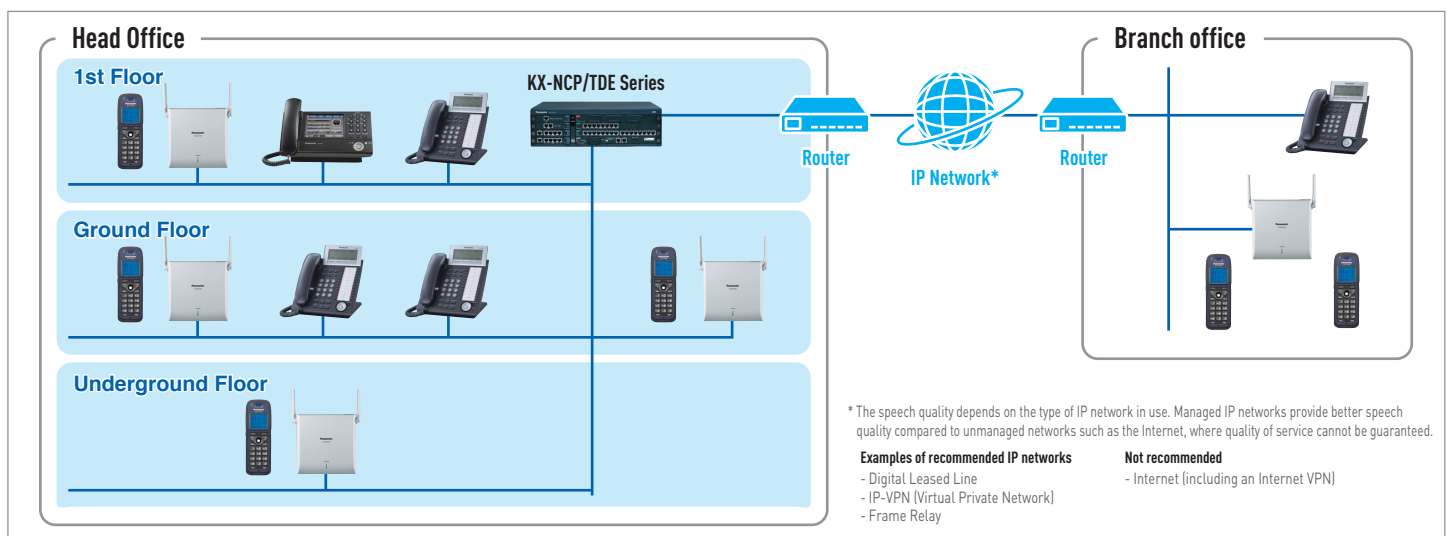 Head Office
Branch office
1st Floor
KX-NCP/TDE Series
Router
IP Network*
Router
Ground Floor
Underground Floor
* The speech quality depends on the type of IP network in use. Managed IP networks provide better speech
quality compared to unmanaged networks such as the Internet, where quality of service cannot be guaranteed.
Examples of recommended IP networks
- Digital Leased Line
- IP-VPN (Virtual Private Network)
- Frame Relay
Not recommended
- Internet (including an Internet VPN)